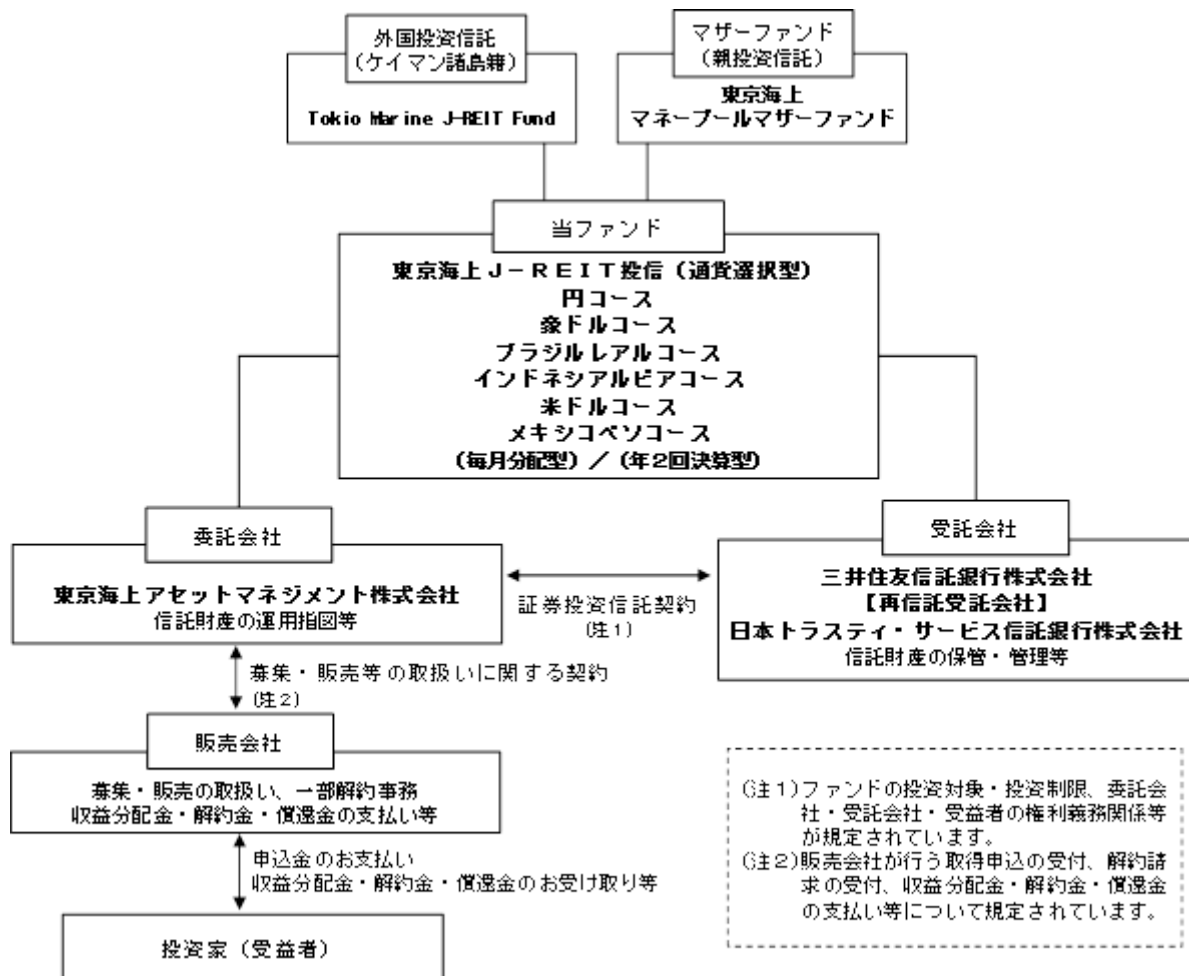 外国投資信託
（ケイマン諸島籍）
Tokio Marine J-REIT Fund
マザーファンド
（親投資信託）
東京海上
マネープールマザーファンド
当ファンド
東京海上Ｊ－ＲＥＩＴ投信（通貨選択型）
円コース
豪ドルコース
ブラジルレアルコース
インドネシアルピアコース
米ドルコース
メキシコペソコース
(毎月分配型）／（年２回決算型)
委託会社
東京海上アセットマネジメント株式会社
信託財産の運用指図等
証券投資信託契約
(注１)
受託会社
三井住友信託銀行株式会社
【再信託受託会社】
日本トラスティ・サービス信託銀行株式会社
信託財産の保管・管理等
募集・販売等の取扱いに関する契約
(注２)
販売会社
募集・販売の取扱い、一部解約事務
収益分配金・解約金・償還金の支払い等
申込金のお支払い
収益分配金・解約金・償還金のお受け取り等
投資家（受益者）
(注１)ファンドの投資対象・投資制限、委託会
社・受託会社・受益者の権利義務関係等
が規定されています。
(注２)販売会社が行う取得申込の受付、解約請
求の受付、収益分配金・解約金・償還金
の支払い等について規定されています。